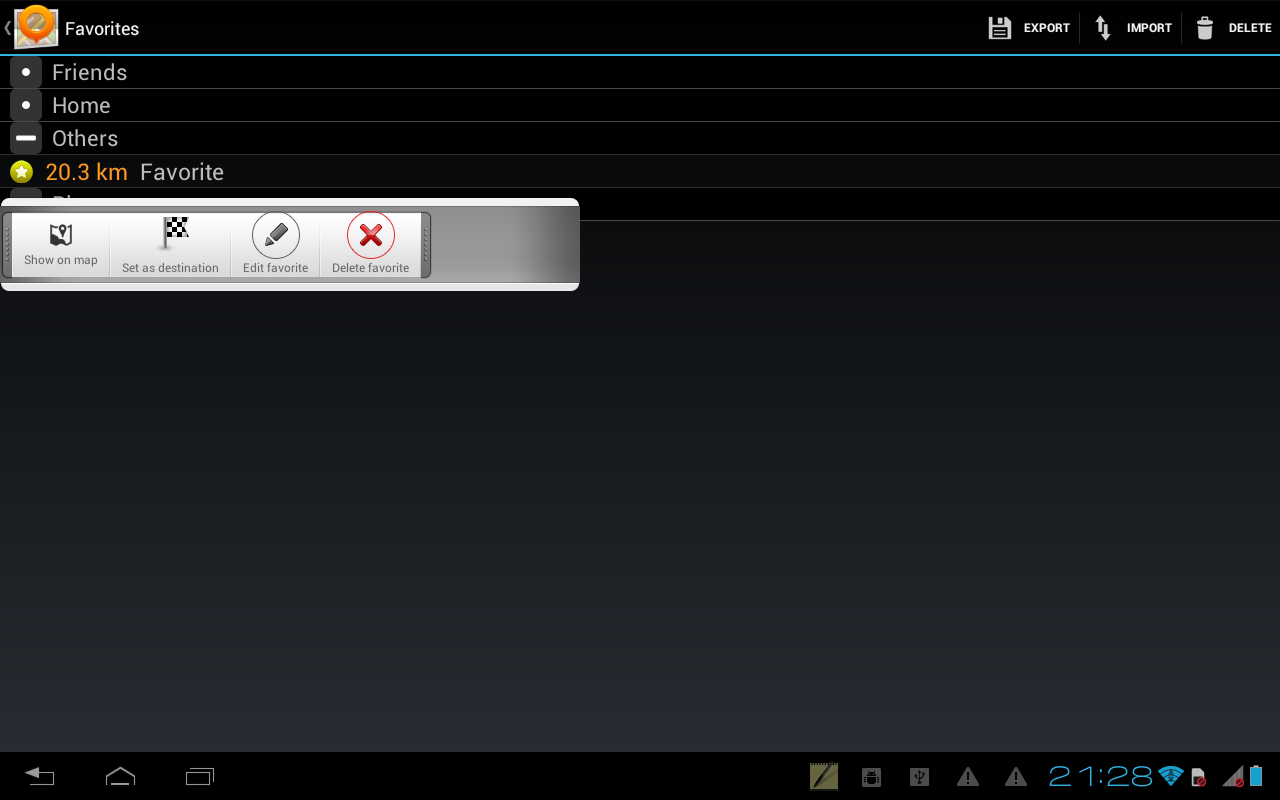 Favorites
EXPORT
IMPORT
DELETE
Friends
Home
Others
20.3 km Favorite
Show on map
Set as destination
Edit favorite
Delete favorite
21:28